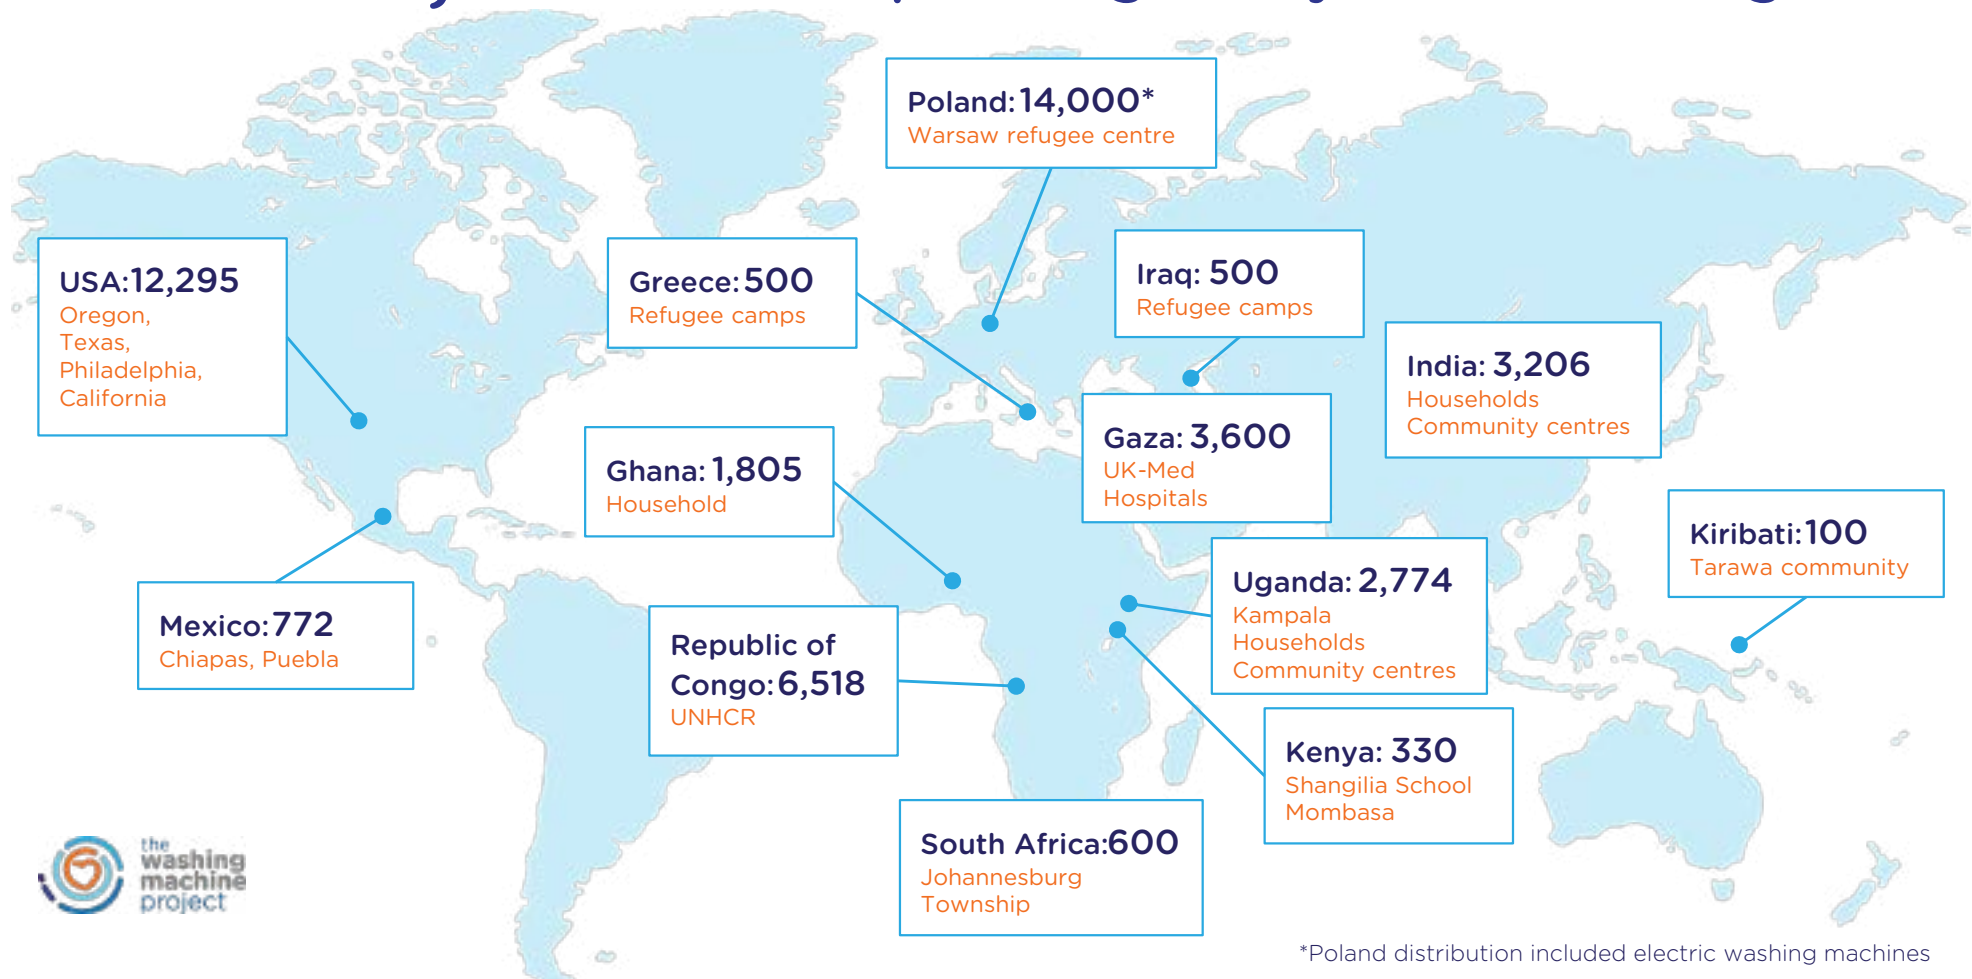 Poland: 14,000*
Warsaw refugee centre
USA:12,295
Oregon,
Texas,
Philadelphia,
California
Greece: 500
Refugee camps
Iraq: 500
Refugee camps
India: 3,206
Households
Community centres
Gaza: 3,600
UK-Med
Hospitals
Ghana: 1,805
Household
Kiribati: 100
Tarawa community
Uganda: 2,774
Kampala
Households
Community centres
Mexico: 772
Chiapas, Puebla
Republic of
Congo: 6,518
UNHCR
Kenya: 330
Shangilia School
Mombasa
South Africa:600
Johannesburg
Township
the
washing
machine
project
*Poland distribution included electric washing machines